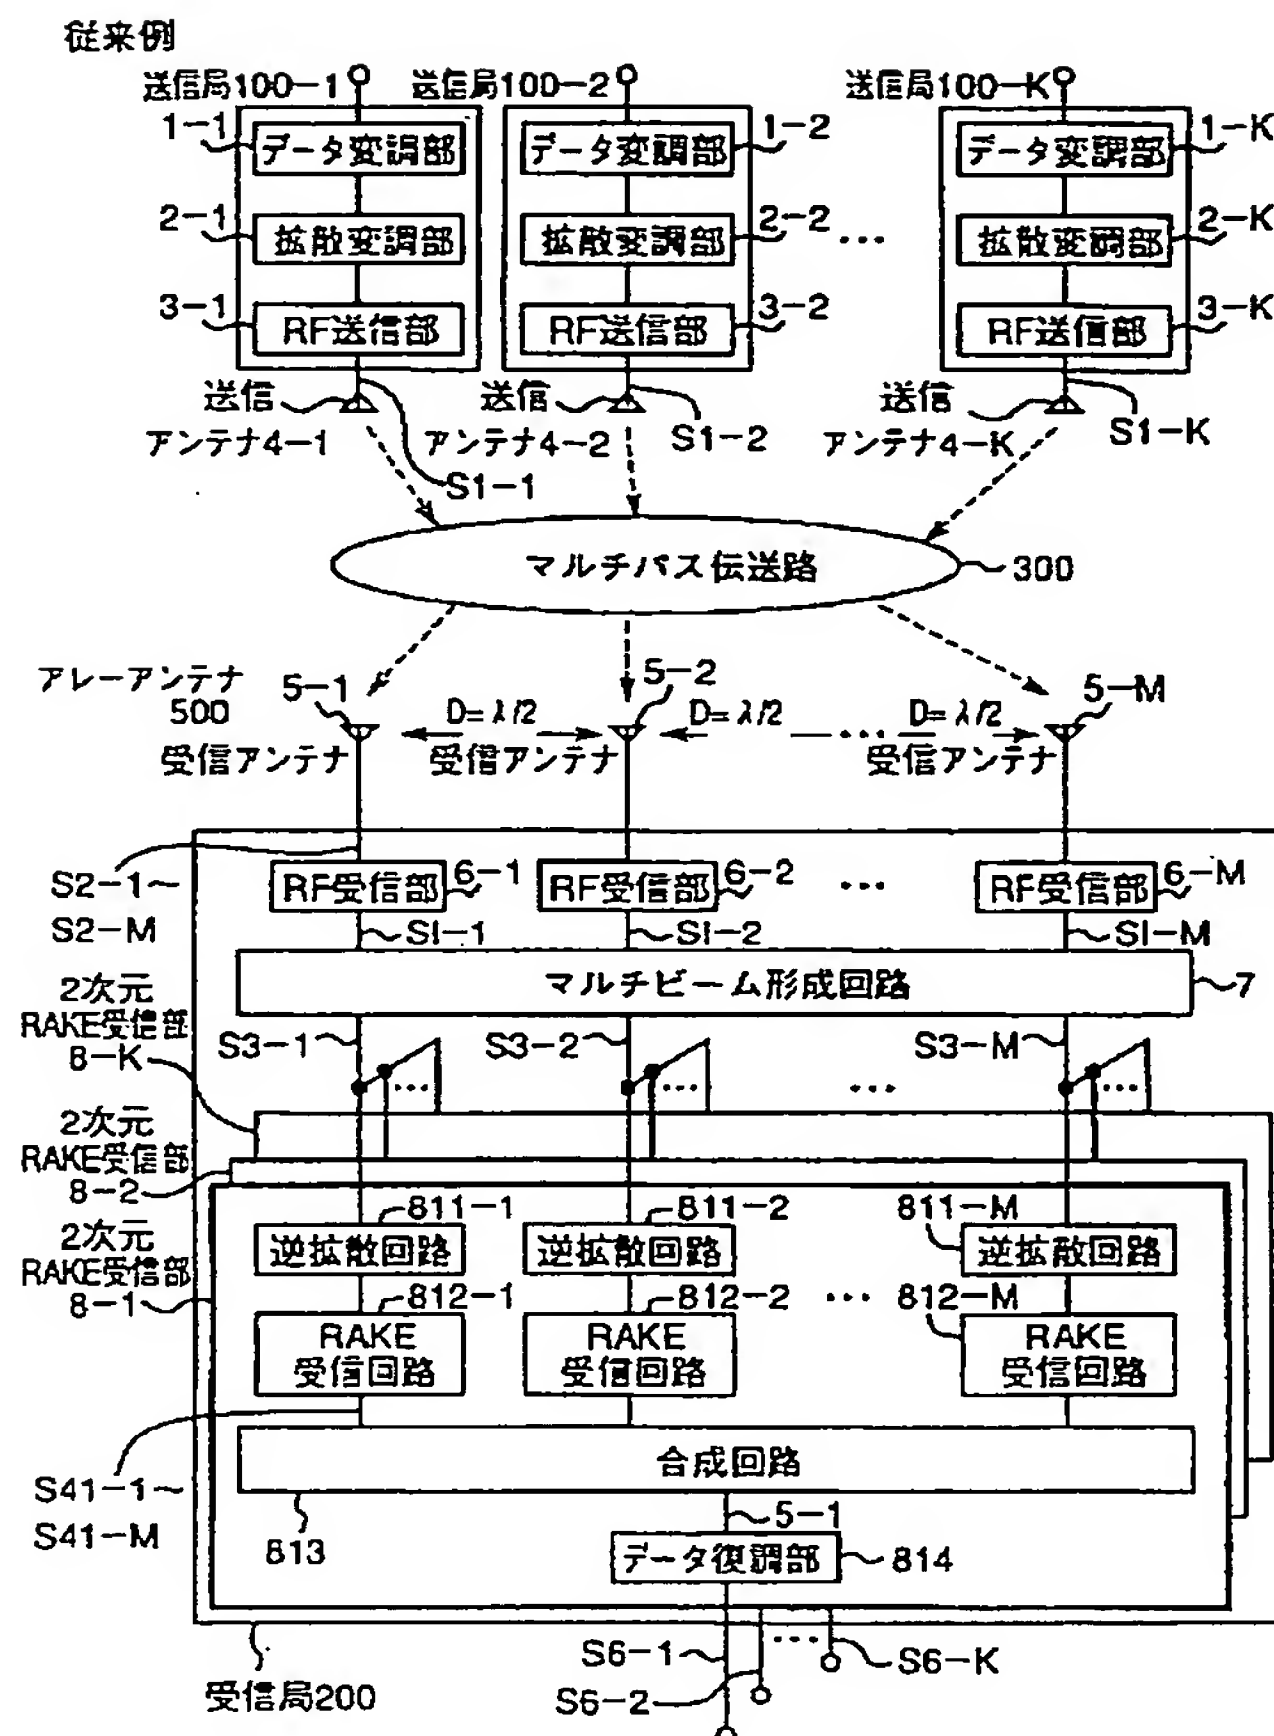 従来例
送信局100-1 送信局100-2 送信局100-K
1-1 データ変調部 データ変調部 1-2 データ変調部 1-K
2-1 拡散変調部 拡散変調部 2-2 ... 拡散変調部 2-K
3-1 RF送信部 RF送信部 3-2 RF送信部 3-K
送信 送信 送信
アンテナ4-1 アンテナ4-2 S1-2 アンテナ4-K S1-K
S1-1
マルチパス伝送路 300
アレーアンテナ 5-1 5-2 5-M
500 D=λ/2 D=λ/2 ... D=λ/2
受信アンテナ 受信アンテナ 受信アンテナ
S2-1~ RF受信部 6-1 RF受信部 6-2 ... RF受信部 6-M
S2-M SI-1 SI-2 SI-M
マルチビーム形成回路 7
2次元
RAKE受信部 S3-1 S3-2 S3-M
8-K ... ... ... ...
2次元
RAKE受信部
8-2
811-1 811-2 811-M
2次元
RAKE受信部 逆拡散回路 逆拡散回路 逆拡散回路
8-1 812-1 812-2 ... 812-M
RAKE RAKE RAKE
受信回路 受信回路 受信回路
合成回路
S41-1~
S41-M 813 5-1
データ復調部 814
S6-1 ... S6-K
受信局200 S6-2